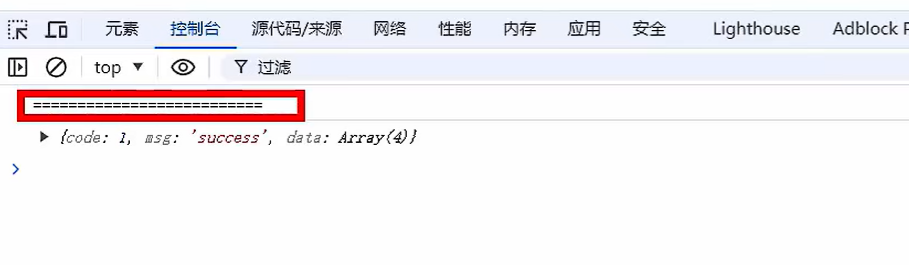 元素 控制台 源代码/来源 网络 性能 内存 应用 安全 Lighthouse Adblock P
top ▼ 过滤
==========================
▶ {code: 1, msg: 'success', data: Array(4)}
>